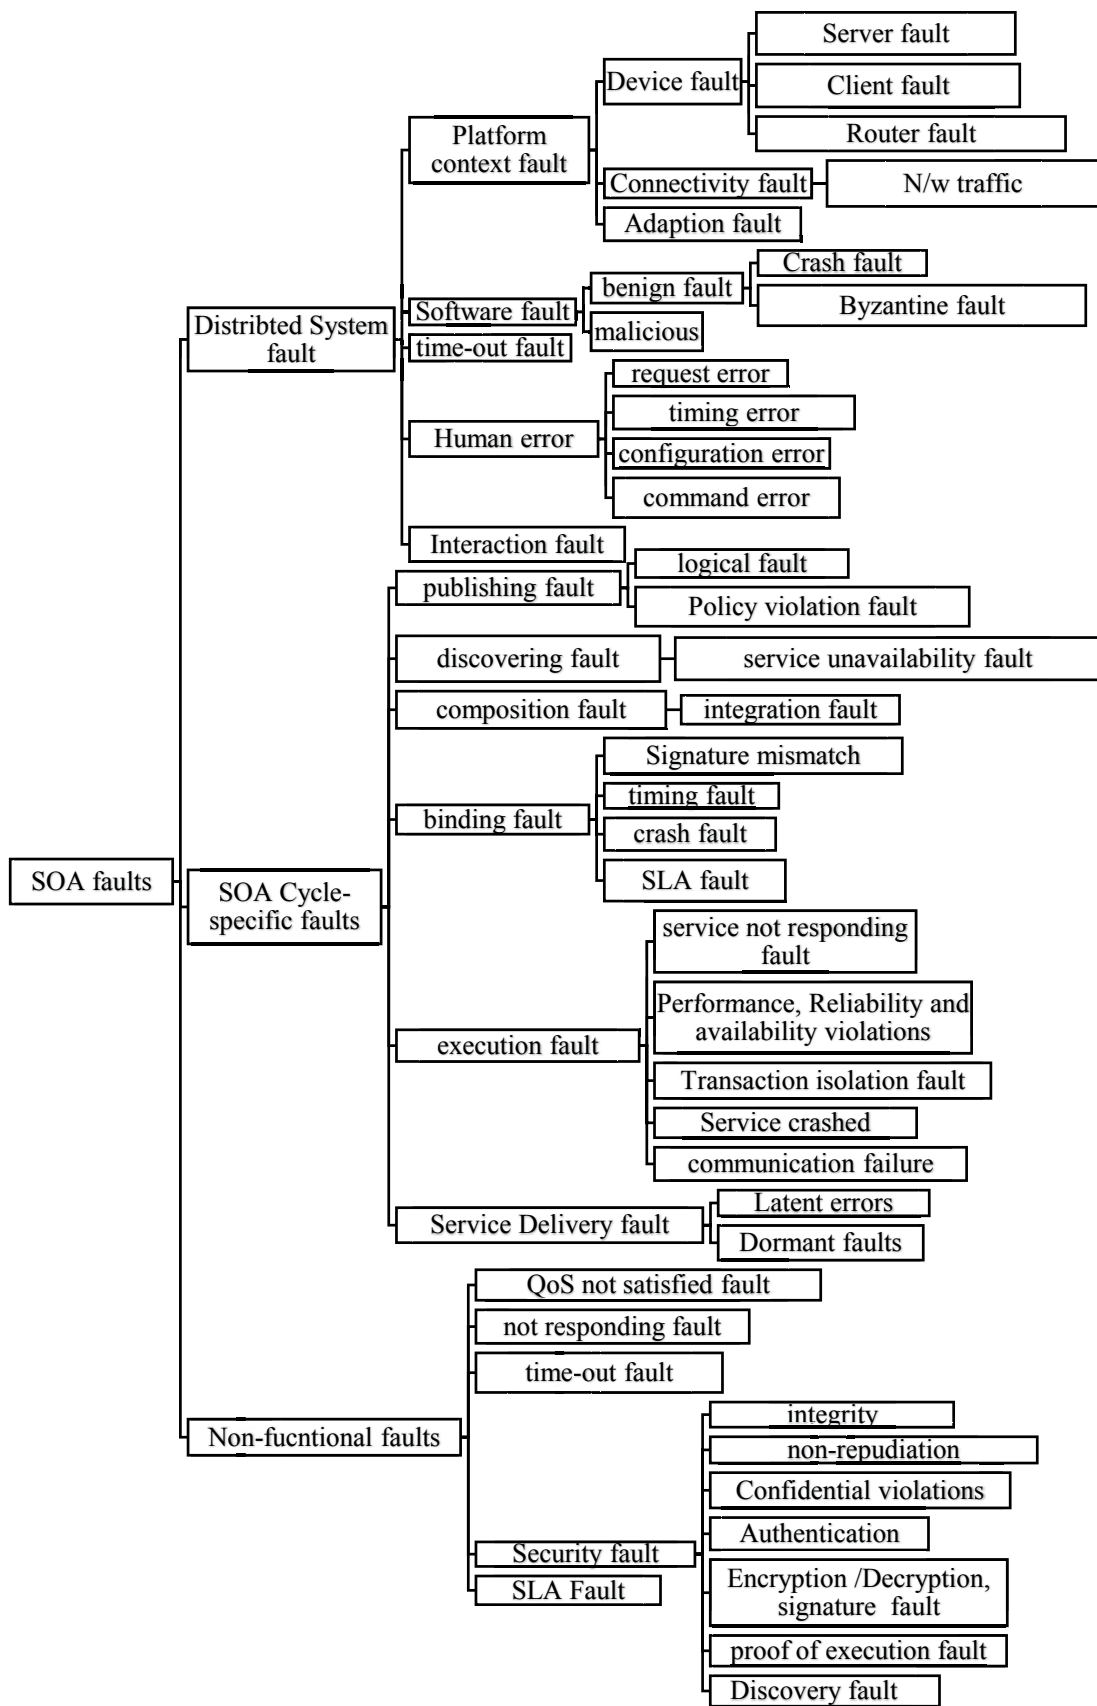 Server fault
Device fault
Client fault
Platform
context fault
Router fault
Connectivity fault
N/w traffic
Adaption fault
Crash fault
benign fault
Byzantine fault
Software fault
Distribted System
fault
malicious
time-out fault
request error
timing error
Human error
configuration error
command error
Interaction fault
logical fault
publishing fault
Policy violation fault
discovering fault
service unavailability fault
composition fault
integration fault
Signature mismatch
timing fault
binding fault
crash fault
SLA fault
SOA faults
SOA Cycle-
specific faults
service not responding
fault
Performance, Reliability and
availability violations
execution fault
Transaction isolation fault
Service crashed
communication failure
Latent errors
Service Delivery fault
Dormant faults
QoS not satisfied fault
not responding fault
time-out fault
integrity
Non-fucntional faults
non-repudiation
Confidential violations
Authentication
Security fault
Encryption /Decryption,
signature fault
SLA Fault
proof of execution fault
Discovery fault